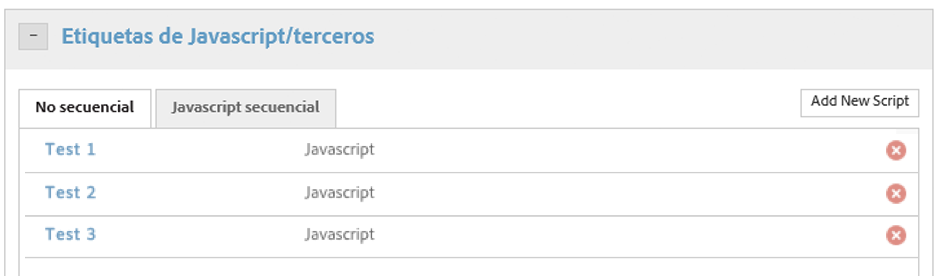 − Etiquetas de Javascript/terceros
No secuencial Javascript secuencial Add New Script
Test 1 Javascript
Test 2 Javascript
Test 3 Javascript